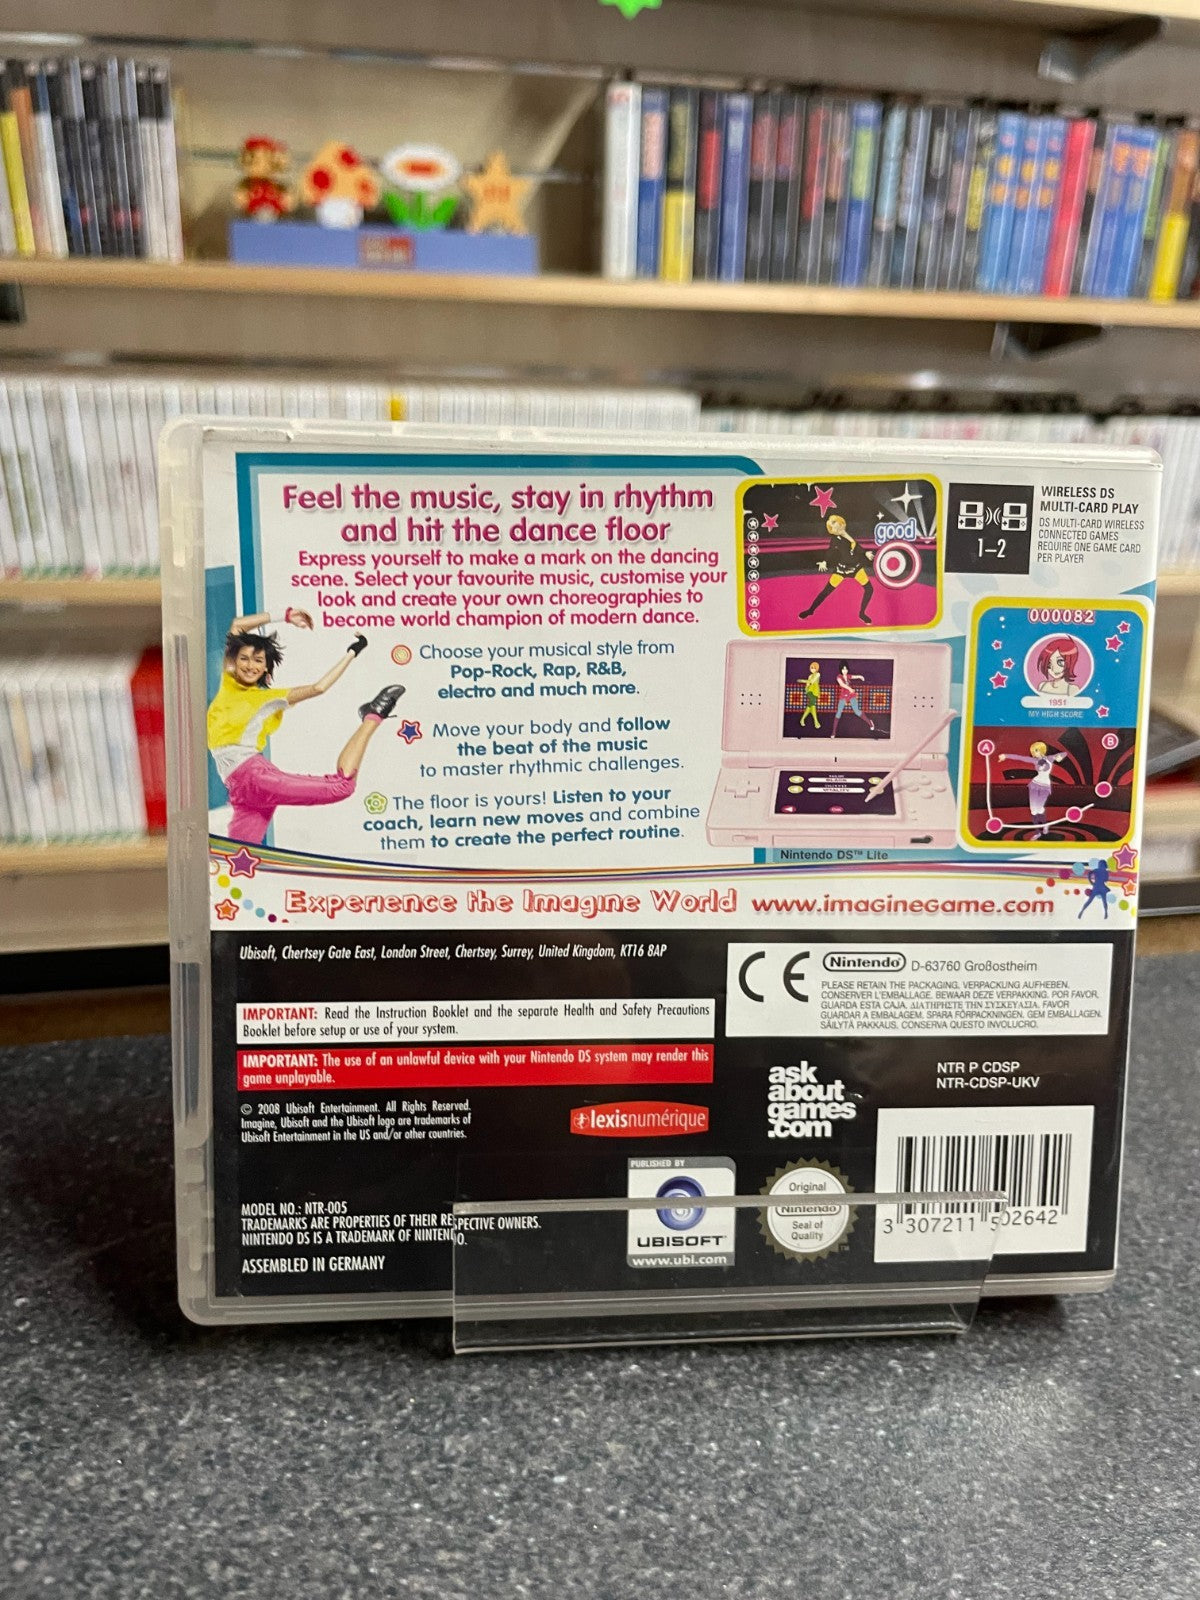 Feel the music, stay in rhythm
and hit the dance floor
Express yourself to make a mark on the dancing
scene. Select your favourite music, customise your
look and create your own choreographies to
become world champion of modern dance.
Choose your musical style from
Pop-Rock, Rap, R&B,
electro and much more.
Move your body and follow
the beat of the music
to master rhythmic challenges.
The floor is yours! Listen to your
coach, learn new moves and combine
them to create the perfect routine.
good
WIRELESS DS
MULTI-CARD PLAY
DS MULTI-CARD WIRELESS
CONNECTED GAMES
REQUIRE ONE GAME CARD
PER PLAYER
1–2
000082
1951
MY HIGH SCORE
A
B
Nintendo DS™ Lite
Experience the Imagine World www.imaginegame.com
Ubisoft, Chertsey Gate East, London Street, Chertsey, Surrey, United Kingdom, KT16 8AP
IMPORTANT: Read the Instruction Booklet and the separate Health and Safety Precautions
Booklet before setup or use of your system.
IMPORTANT: The use of an unlawful device with your Nintendo DS system may render this
game unplayable.
© 2008 Ubisoft Entertainment. All Rights Reserved.
Imagine, Ubisoft and the Ubisoft logo are trademarks of
Ubisoft Entertainment in the US and/or other countries.
lexisnumérique
MODEL NO.: NTR-005
TRADEMARKS ARE PROPERTIES OF THEIR RESPECTIVE OWNERS.
NINTENDO DS IS A TRADEMARK OF NINTENDO.
ASSEMBLED IN GERMANY
CE
Nintendo D-63760 Großostheim
PLEASE RETAIN THE PACKAGING. VERPACKUNG AUFHEBEN.
CONSERVER L'EMBALLAGE. BEWAAR DEZE VERPAKKING. POR FAVOR,
GUARDA ESTA CAJA. ΔΙΑΤΗΡΗΣΤΕ ΤΗΝ ΣΥΣΚΕΥΑΣΙΑ. FAVOR
GUARDAR A EMBALAGEM. SPARA FÖRPACKNINGEN. GEM EMBALLAGEN.
SÄILYTÄ PAKKAUS. CONSERVA QUESTO INVOLUCRO.
ask
about
games
.com
NTR P CDSP
NTR-CDSP-UKV
PUBLISHED BY
UBISOFT
www.ubi.com
Original
Nintendo
Seal of
Quality
TM
3 307211 502642